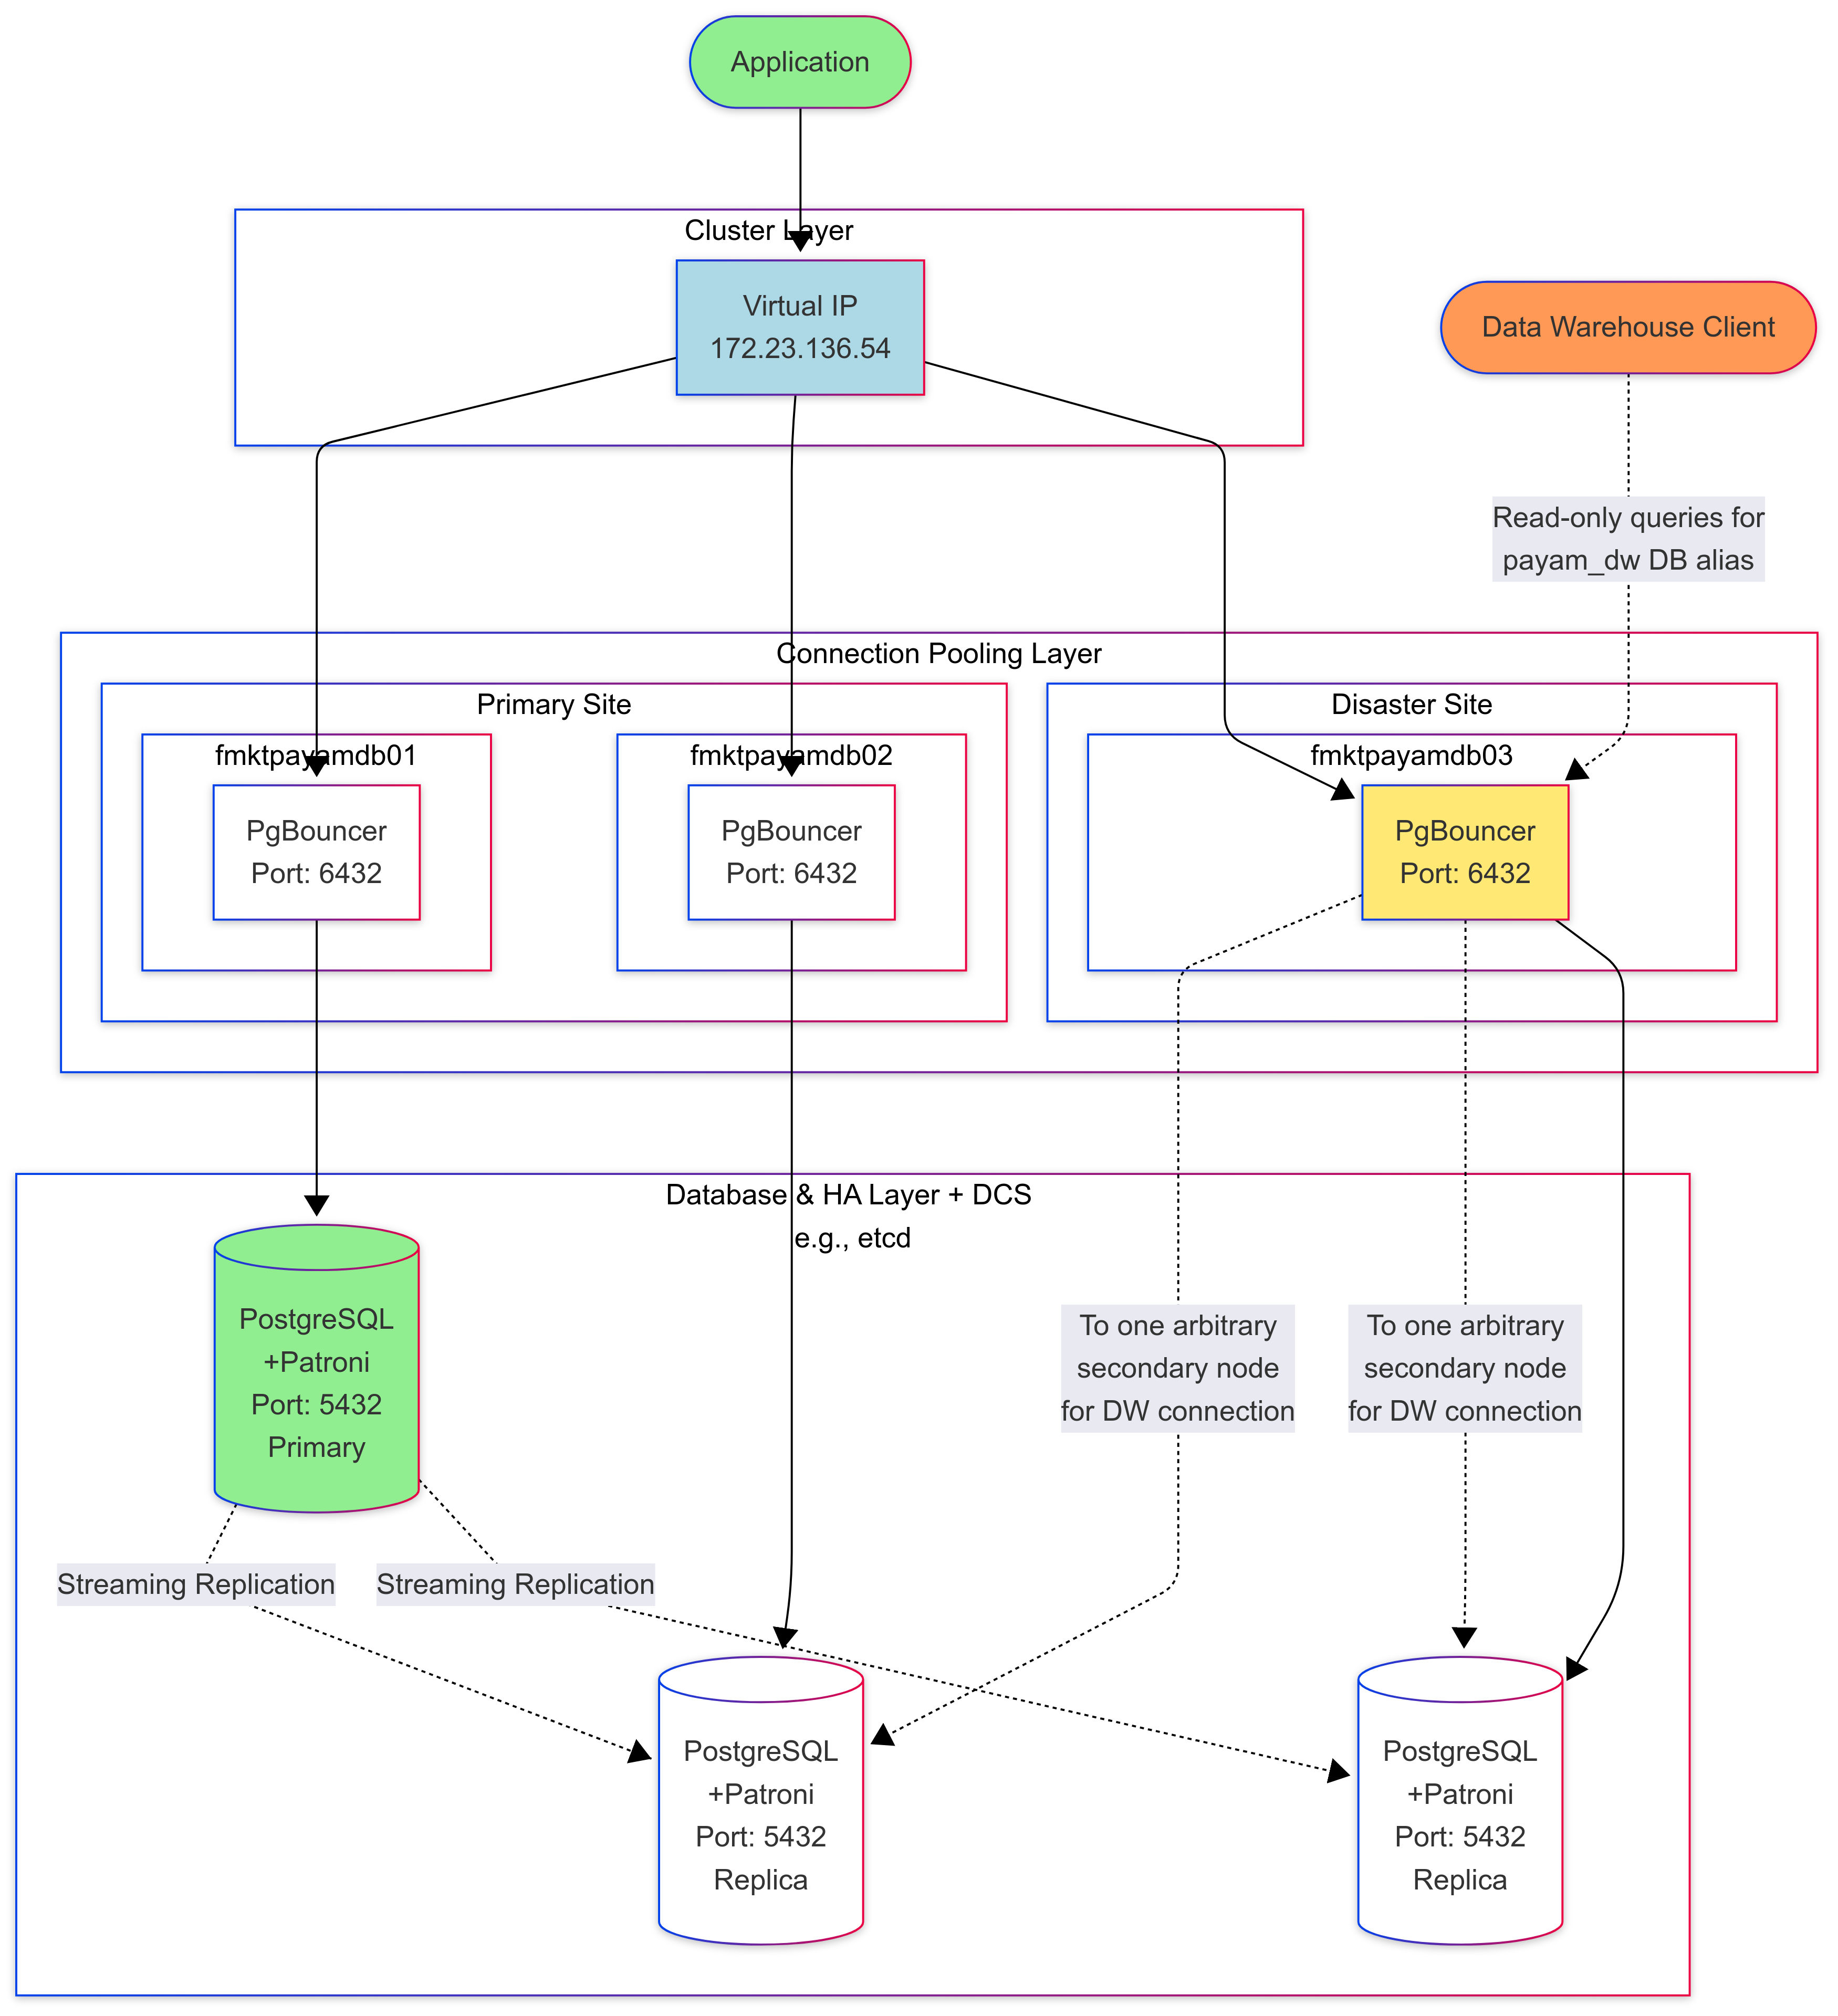 Application
Cluster Layer
Virtual IP
172.23.136.54
Data Warehouse Client
Read-only queries for
payam_dw DB alias
Connection Pooling Layer
Primary Site
Disaster Site
fmktpayamdb01
fmktpayamdb02
fmktpayamdb03
PgBouncer
Port: 6432
PgBouncer
Port: 6432
PgBouncer
Port: 6432
Database & HA Layer + DCS
e.g., etcd
PostgreSQL
+Patroni
Port: 5432
Primary
To one arbitrary
secondary node
for DW connection
To one arbitrary
secondary node
for DW connection
Streaming Replication
Streaming Replication
PostgreSQL
+Patroni
Port: 5432
Replica
PostgreSQL
+Patroni
Port: 5432
Replica